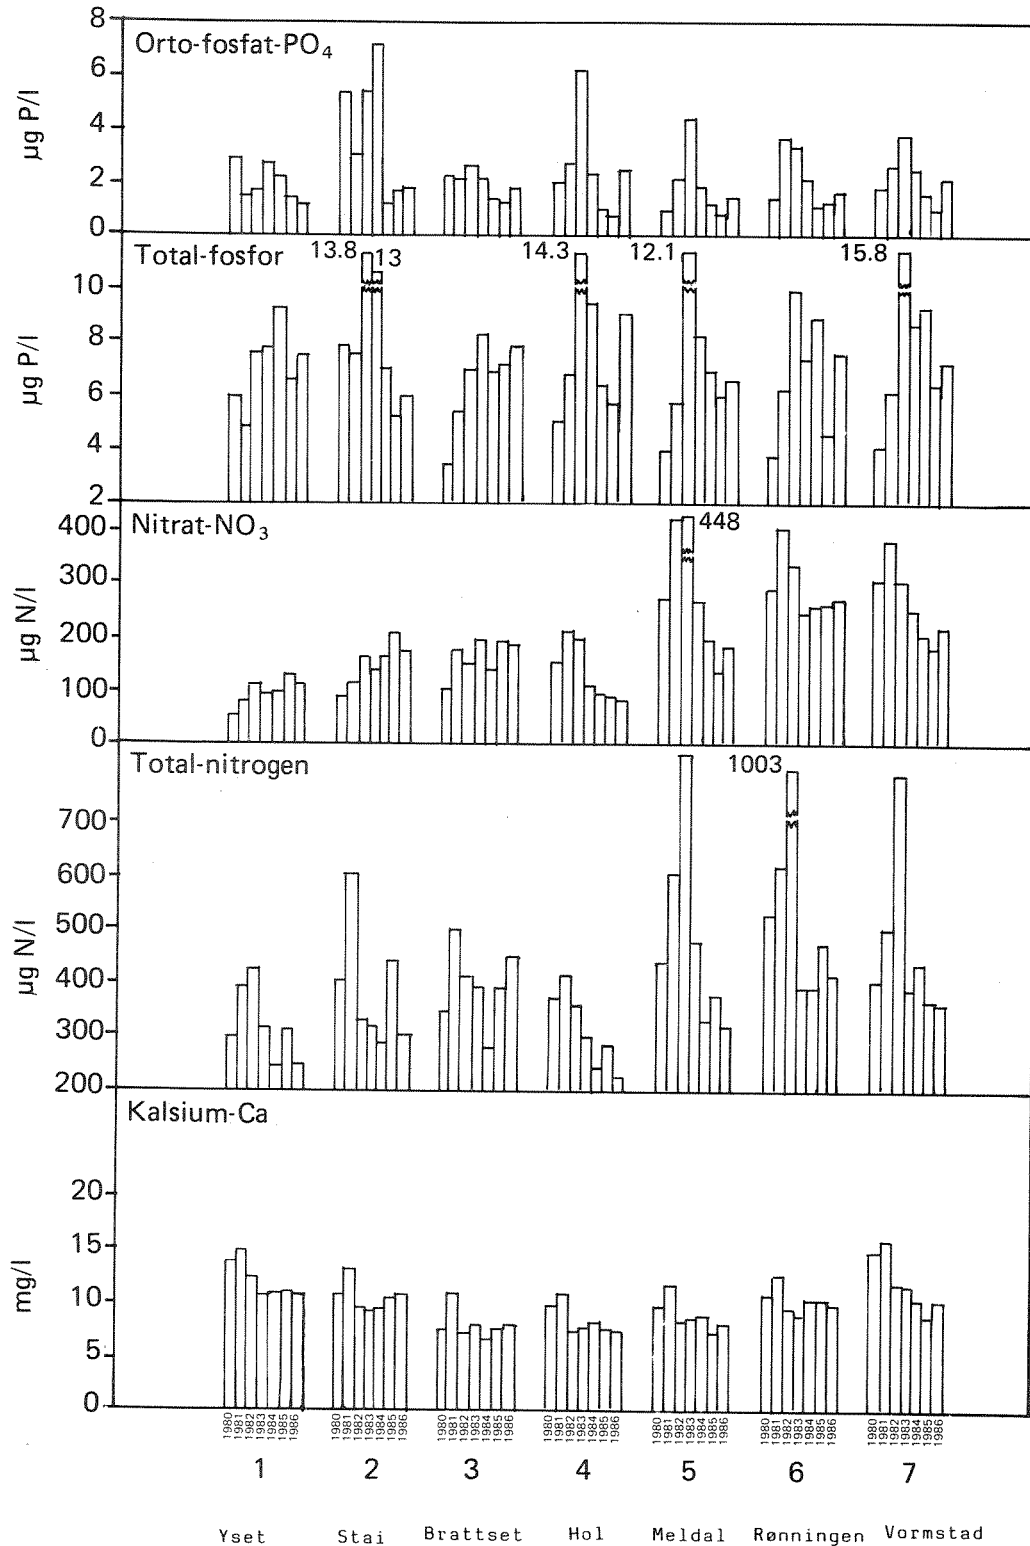 8
Orto-fosfat-PO4
6
4
2
0
µg P/l
Total-fosfor
13.8
13
14.3
12.1
15.8
10
8
6
4
2
µg P/l
Nitrat-NO3
448
400
300
200
100
0
µg N/l
Total-nitrogen
1003
700
600
500
400
300
200
µg N/l
Kalsium-Ca
20
15
10
5
0
mg/l
1980 1981 1982 1983 1984 1985 1986
1980 1981 1982 1983 1984 1985 1986
1980 1981 1982 1983 1984 1985 1986
1980 1981 1982 1983 1984 1985 1986
1980 1981 1982 1983 1984 1985 1986
1980 1981 1982 1983 1984 1985 1986
1980 1981 1982 1983 1984 1985 1986
1 2 3 4 5 6 7
Yset Stai Brattset Hol Meldal Rønningen Vormstad